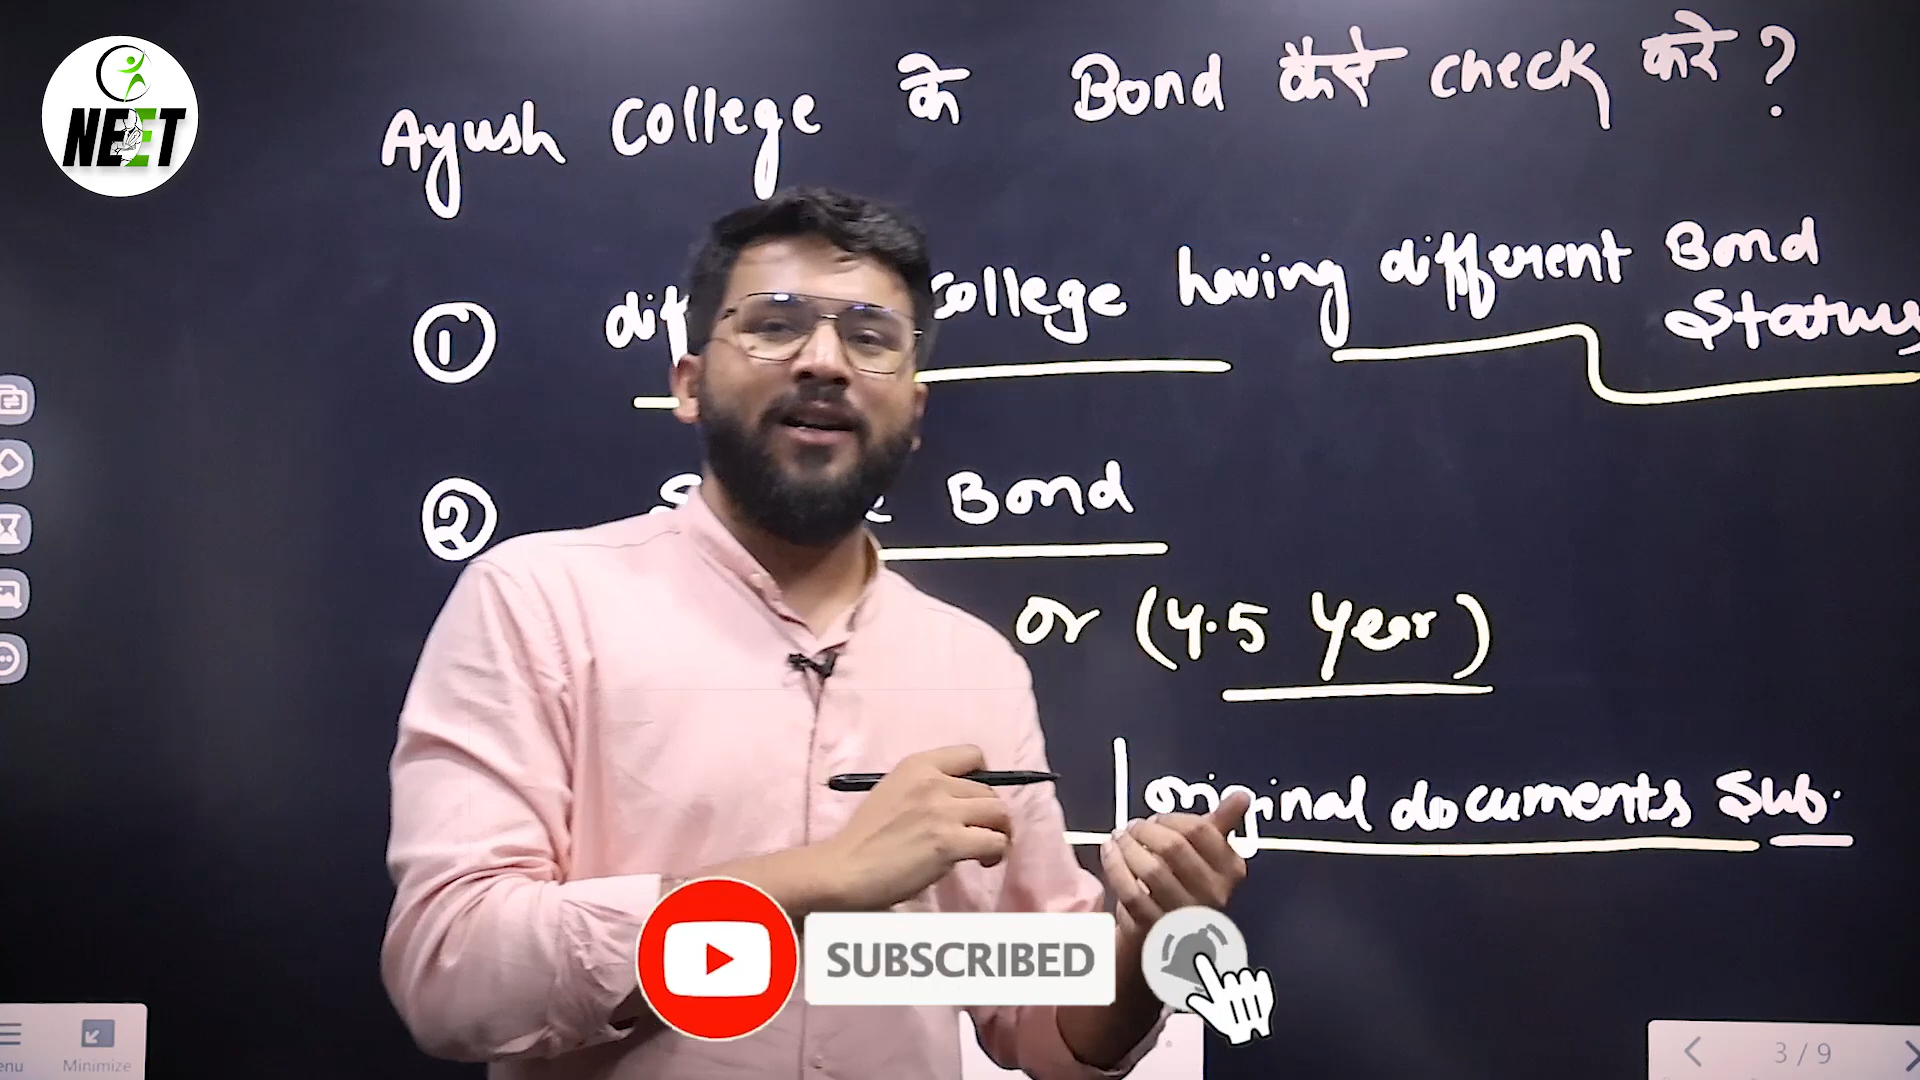 NEET
Ayush College के Bond कैसे check करे ?
① College having different Bond
Status
② Bond
or (4.5 Year)
original documents Sub.
SUBSCRIBED
Minimize
3 / 9